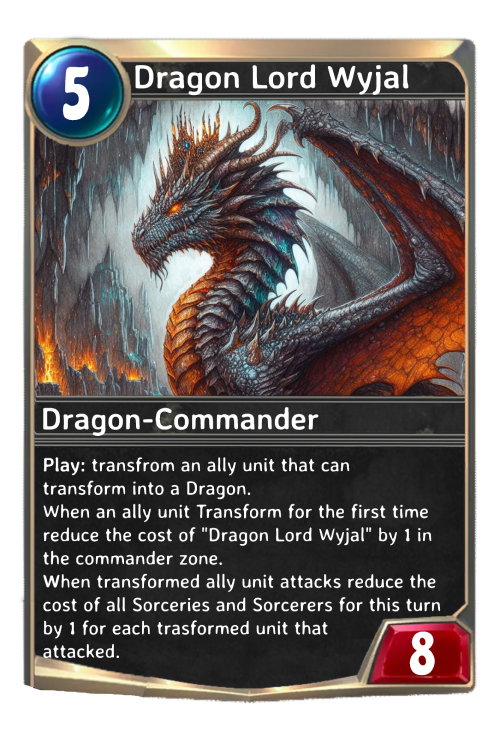 5
Dragon Lord Wyjal
Dragon-Commander
Play: transfrom an ally unit that can
transform into a Dragon.
When an ally unit Transform for the first time
reduce the cost of "Dragon Lord Wyjal" by 1 in
the commander zone.
When transformed ally unit attacks reduce the
cost of all Sorceries and Sorcerers for this turn
by 1 for each trasformed unit that
attacked.
8